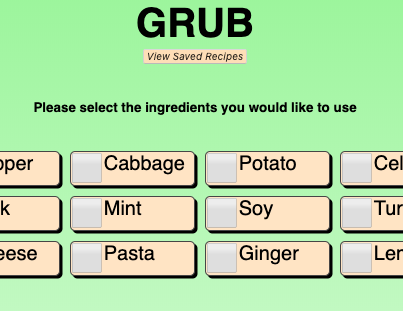 GRUB
View Saved Recipes
Please select the ingredients you would like to use
pper Cabbage Potato Cel
k Mint Soy Tur
eese Pasta Ginger Len